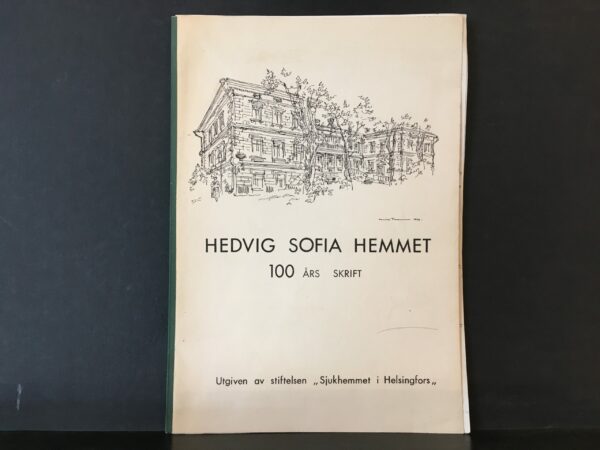 HEDVIG SOFIA HEMMET
100 ÅRS SKRIFT
Utgiven av stiftelsen „Sjukhemmet i Helsingfors„